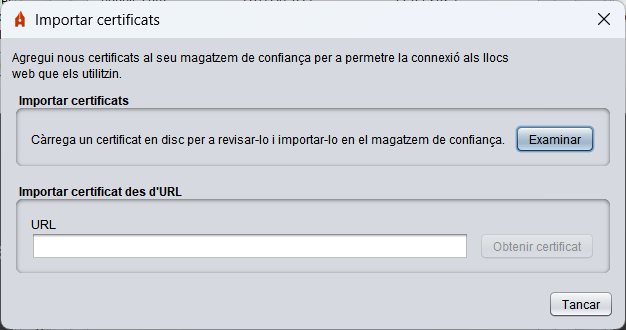 Importar certificats
Agregui nous certificats al seu magatzem de confiança per a permetre la connexió als llocs
web que els utilitzin.
Importar certificats
Càrrega un certificat en disc per a revisar-lo i importar-lo en el magatzem de confiança.
Examinar
Importar certificat des d'URL
URL
Obtenir certificat
Tancar